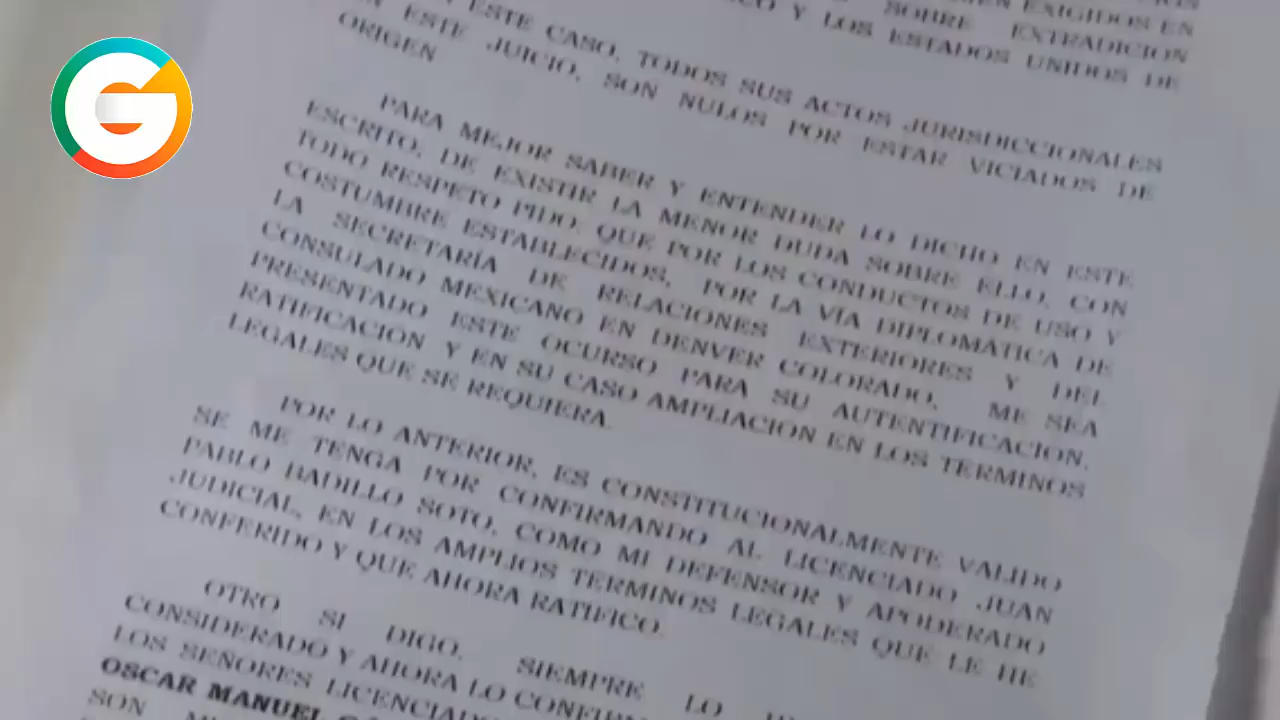 EXIGIDOS EN
SOBRE EXTRADICION
Y LOS ESTADOS UNIDOS DE
ESTE CASO, TODOS SUS ACTOS JURISDICCIONALES
ESTE JUICIO, SON NULOS POR ESTAR VICIADOS DE
ORIGEN
PARA MEJOR SABER Y ENTENDER LO DICHO EN ESTE
ESCRITO, DE EXISTIR LA MENOR DUDA SOBRE ELLO, CON
TODO RESPETO PIDO, QUE POR LOS CONDUCTOS DE USO Y
COSTUMBRE ESTABLECIDOS, POR LA VÍA DIPLOMÁTICA DE
LA SECRETARÍA DE RELACIONES EXTERIORES Y DEL
CONSULADO MEXICANO EN DENVER COLORADO, ME SEA
PRESENTADO ESTE OCURSO PARA SU AUTENTIFICACION,
RATIFICACION Y EN SU CASO AMPLIACION EN LOS TERMINOS
LEGALES QUE SE REQUIERA.
POR LO ANTERIOR, ES CONSTITUCIONALMENTE VALIDO
SE ME TENGA POR CONFIRMANDO AL LICENCIADO JUAN
PABLO BADILLO SOTO, COMO MI DEFENSOR Y APODERADO
JUDICIAL, EN LOS AMPLIOS TERMINOS LEGALES QUE LE HE
CONFERIDO Y QUE AHORA RATIFICO.
OTRO SI DIGO, SIEMPRE LO
CONSIDERADO Y AHORA LO
LOS SEÑORES
OSCAR MANUEL
SON
G